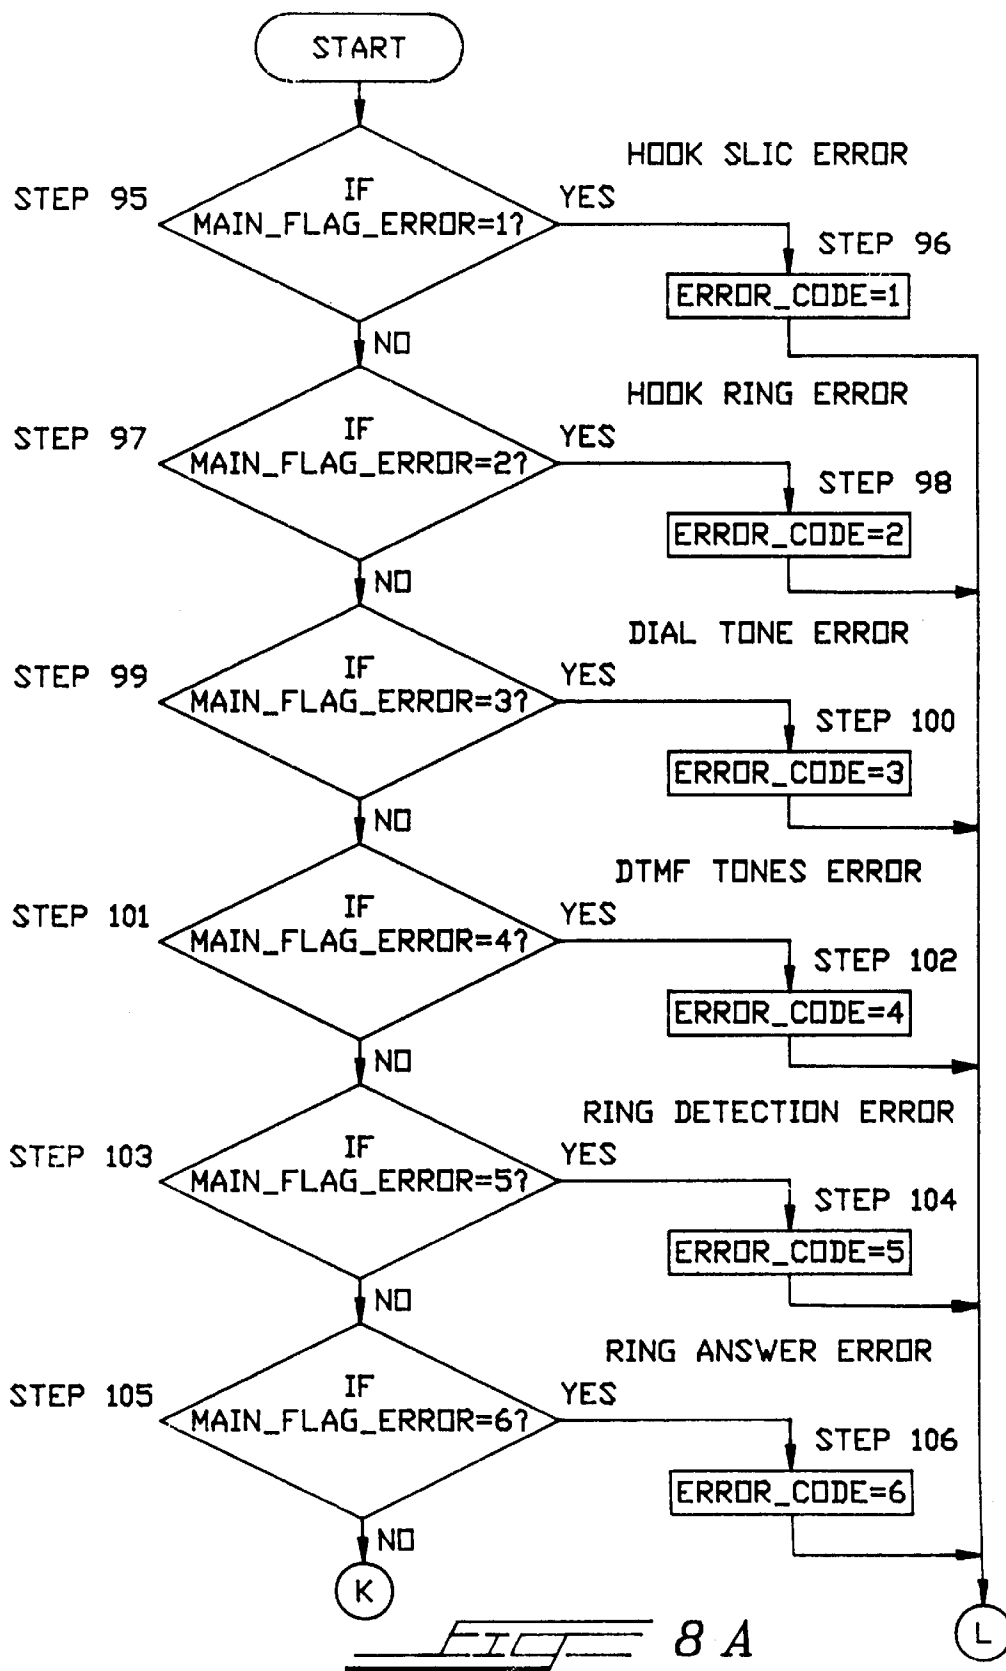 START
HOOK SLIC ERROR
STEP 95
IF
MAIN_FLAG_ERROR=1?
YES
STEP 96
ERROR_CODE=1
NO
HOOK RING ERROR
STEP 97
IF
MAIN_FLAG_ERROR=2?
YES
STEP 98
ERROR_CODE=2
NO
DIAL TONE ERROR
STEP 99
IF
MAIN_FLAG_ERROR=3?
YES
STEP 100
ERROR_CODE=3
NO
DTMF TONES ERROR
STEP 101
IF
MAIN_FLAG_ERROR=4?
YES
STEP 102
ERROR_CODE=4
NO
RING DETECTION ERROR
STEP 103
IF
MAIN_FLAG_ERROR=5?
YES
STEP 104
ERROR_CODE=5
NO
RING ANSWER ERROR
STEP 105
IF
MAIN_FLAG_ERROR=6?
YES
STEP 106
ERROR_CODE=6
NO
K
L
FIG 8A